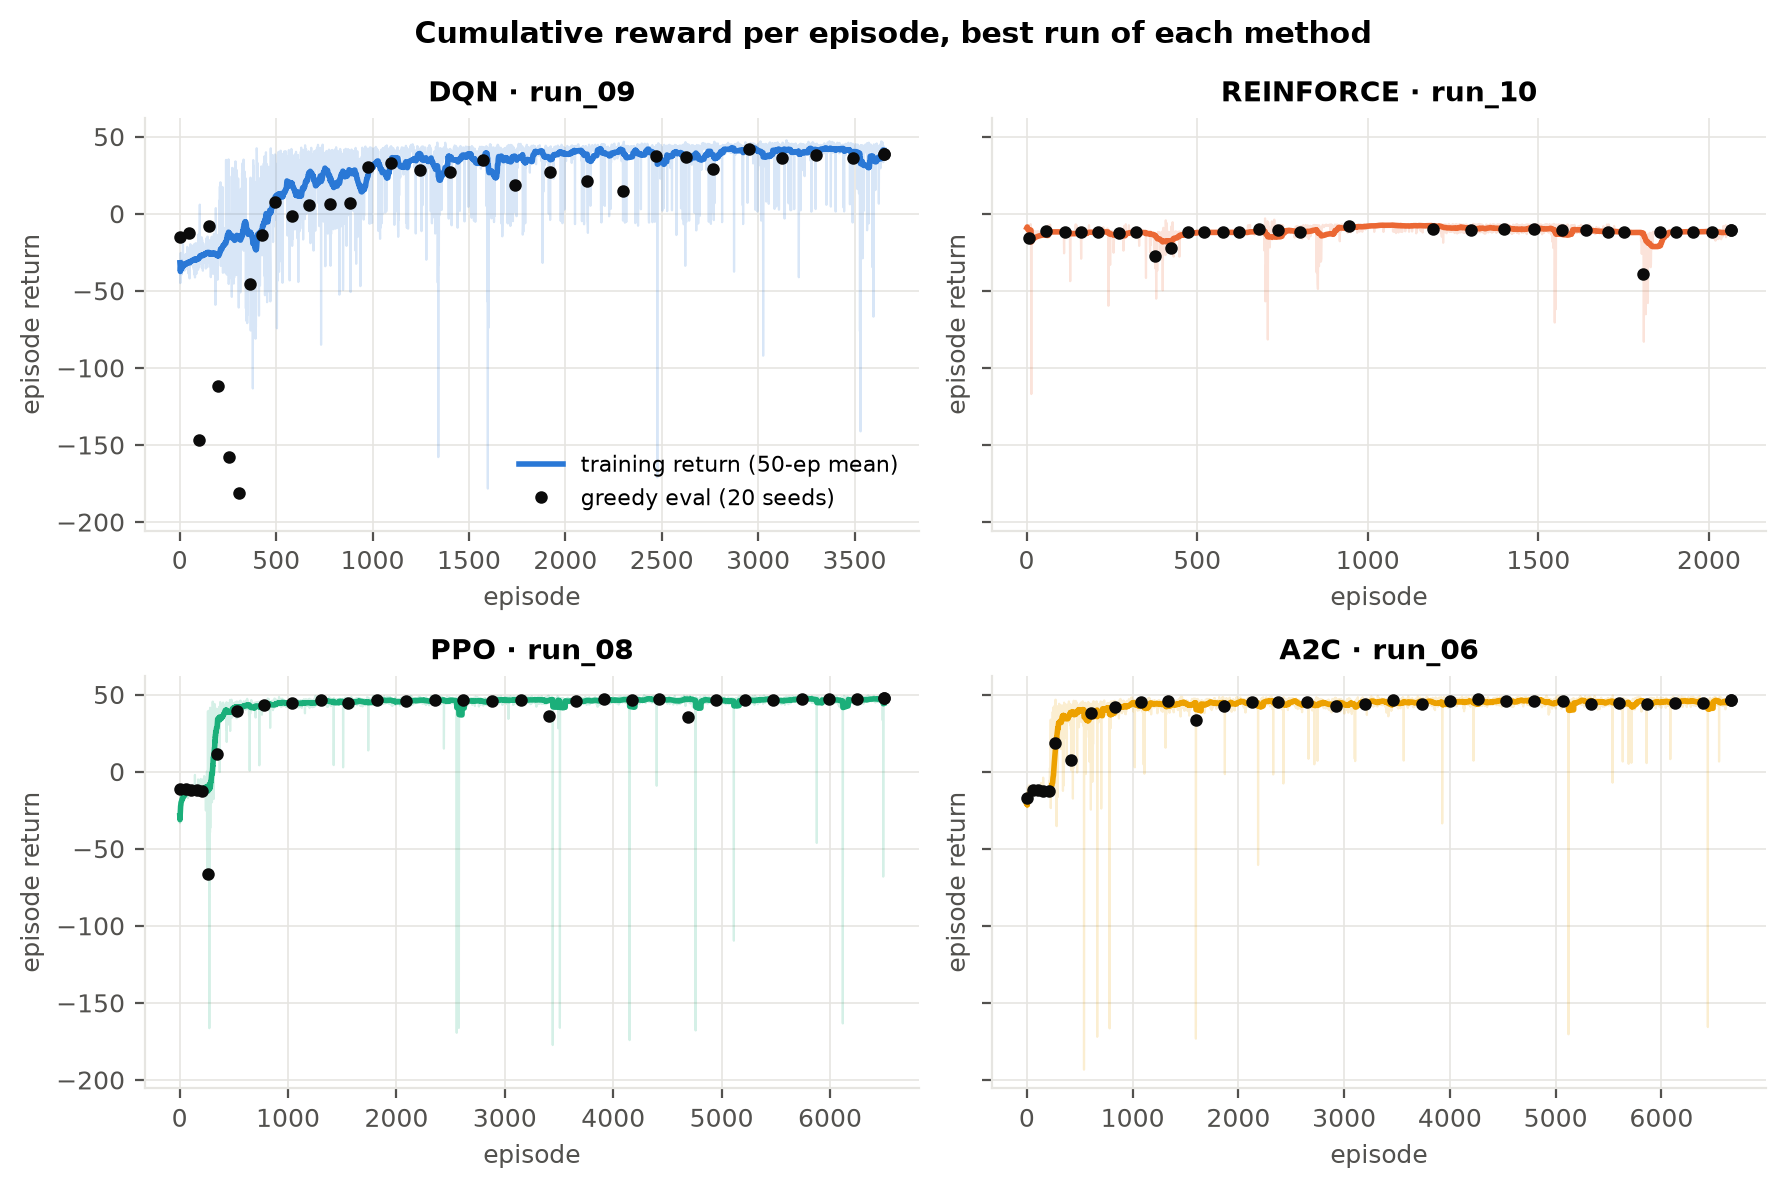 Cumulative reward per episode, best run of each method
DQN · run_09
REINFORCE · run_10
episode return
50
0
−50
−100
−150
−200
training return (50-ep mean)
greedy eval (20 seeds)
0 500 1000 1500 2000 2500 3000 3500
episode
episode return
0 500 1000 1500 2000
episode
PPO · run_08
A2C · run_06
episode return
50
0
−50
−100
−150
−200
0 1000 2000 3000 4000 5000 6000
episode
episode return
0 1000 2000 3000 4000 5000 6000
episode